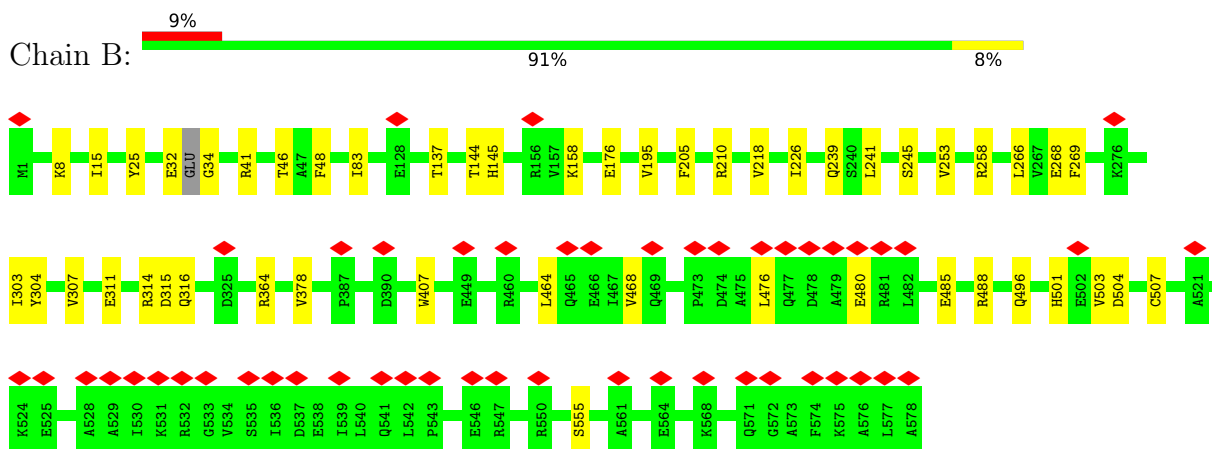 9%
Chain B:
91% 8%
M1 K8 I15 Y25 E32 GLU G34 R41 T46 A47 F48 I83 E128 T137 T144 H145 R156 V157 K158 E176 V195 F205 R210 V218 I226 Q239 S240 L241 S245 V253 R258 L266 V267 E268 F269 K276
I303 Y304 V307 E311 R314 D315 Q316 D325 R364 V378 P387 D390 W407 E449 R460 L464 Q465 E466 I467 V468 Q469 P473 D474 A475 L476 Q477 D478 A479 E480 R481 L482 E485 R488 Q496 H501 E502 V503 D504 C507 A521
K524 E525 A528 A529 I530 K531 R532 G533 V534 S535 I536 D537 E538 I539 L540 Q541 L542 P543 E546 R547 R550 S555 A561 E564 K568 Q571 G572 A573 F574 K575 A576 L577 A578